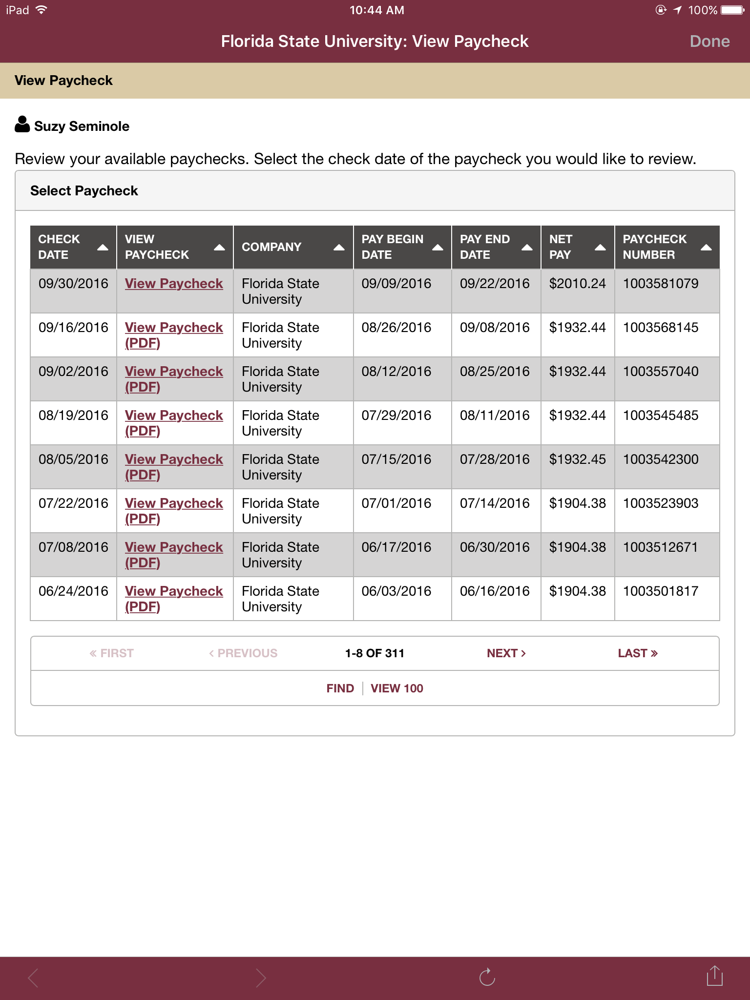 iPad 10:44 AM 100%
Florida State University: View Paycheck Done
View Paycheck
Suzy Seminole
Review your available paychecks. Select the check date of the paycheck you would like to review.
Select Paycheck
CHECK DATE VIEW PAYCHECK COMPANY PAY BEGIN DATE PAY END DATE NET PAY PAYCHECK NUMBER
09/30/2016 View Paycheck Florida State University 09/09/2016 09/22/2016 $2010.24 1003581079
09/16/2016 View Paycheck (PDF) Florida State University 08/26/2016 09/08/2016 $1932.44 1003568145
09/02/2016 View Paycheck (PDF) Florida State University 08/12/2016 08/25/2016 $1932.44 1003557040
08/19/2016 View Paycheck (PDF) Florida State University 07/29/2016 08/11/2016 $1932.44 1003545485
08/05/2016 View Paycheck (PDF) Florida State University 07/15/2016 07/28/2016 $1932.45 1003542300
07/22/2016 View Paycheck (PDF) Florida State University 07/01/2016 07/14/2016 $1904.38 1003523903
07/08/2016 View Paycheck (PDF) Florida State University 06/17/2016 06/30/2016 $1904.38 1003512671
06/24/2016 View Paycheck (PDF) Florida State University 06/03/2016 06/16/2016 $1904.38 1003501817
« FIRST ‹ PREVIOUS 1-8 OF 311 NEXT › LAST »
FIND | VIEW 100